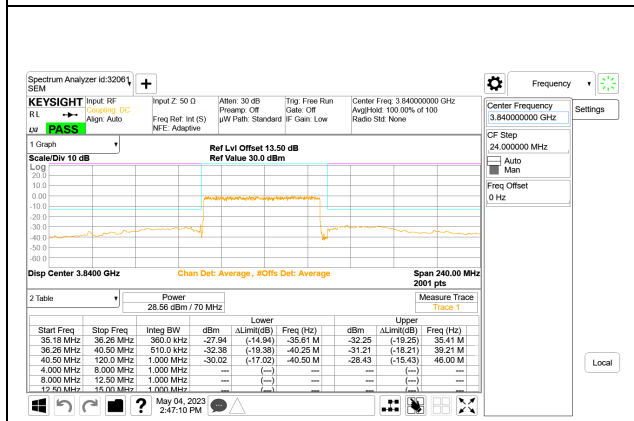 Spectrum Analyzer id:32061
SEM
+
Frequency
KEYSIGHT
RL
LXI PASS
Input: RF
Coupling: DC
Align: Auto
Input Z: 50 Ω
Freq Ref: Int (S)
NFE: Adaptive
Atten: 30 dB
Preamp: Off
µW Path: Standard
Trig: Free Run
Gate: Off
IF Gain: Low
Center Freq: 3.840000000 GHz
Avg|Hold: 100.00% of 100
Radio Std: None
Center Frequency
3.840000000 GHz
Settings
CF Step
24.000000 MHz
Auto
Man
Freq Offset
0 Hz
1 Graph
Scale/Div 10 dB
Ref Lvl Offset 13.50 dB
Ref Value 30.0 dBm
Log
20.0
10.0
0.00
-10.0
-20.0
-30.0
-40.0
-50.0
-60.0
Disp Center 3.8400 GHz
Chan Det: Average , #Offs Det: Average
Span 240.00 MHz
2001 pts
2 Table
Power
28.56 dBm / 70 MHz
Measure Trace
Trace 1
Lower Upper
Start Freq Stop Freq Integ BW dBm ΔLimit(dB) Freq (Hz) dBm ΔLimit(dB) Freq (Hz)
35.18 MHz 36.26 MHz 360.0 kHz -27.94 (-14.94) -35.61 M -32.25 (-19.25) 35.41 M
36.26 MHz 40.50 MHz 510.0 kHz -32.38 (-19.38) -40.25 M -31.21 (-18.21) 39.21 M
40.50 MHz 120.0 MHz 1.000 MHz -30.02 (-17.02) -40.50 M -28.43 (-15.43) 46.00 M
4.000 MHz 8.000 MHz 1.000 MHz --- (---) --- --- (---) ---
8.000 MHz 12.50 MHz 1.000 MHz --- (---) --- --- (---) ---
12.50 MHz 15.00 MHz 1.000 MHz --- (---) --- --- (---) ---
?
May 04, 2023
2:47:10 PM
Local